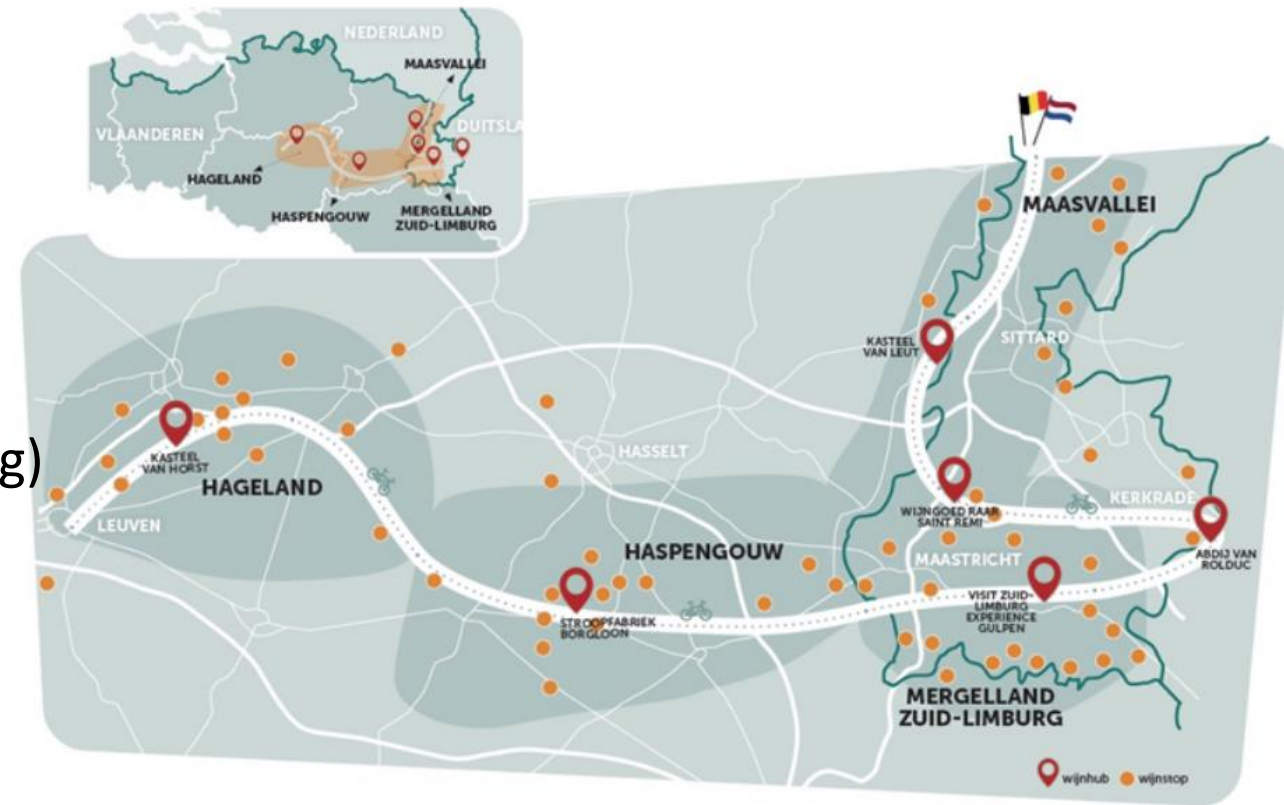 NEDERLAND
MAASVALLEI
VLAANDEREN
DUITSLA
HAGELAND
HASPENGOUW
MERGELLAND
ZUID-LIMBURG
MAASVALLEI
SITTARD
KASTEEL
VAN LEUT
g)
KASTEEL
VAN HORST
HASSELT
HAGELAND
KERKRADE
WIJNGOED RAAR
SAINT REMI
LEUVEN
HASPENGOUW
MAASTRICHT
ABDIJ VAN
ROLDUC
VISIT ZUID-
LIMBURG
EXPERIENCE
GULPEN
STROOPFABRIEK
BORGLOON
MERGELLAND
ZUID-LIMBURG
wijnhub
wijnstop